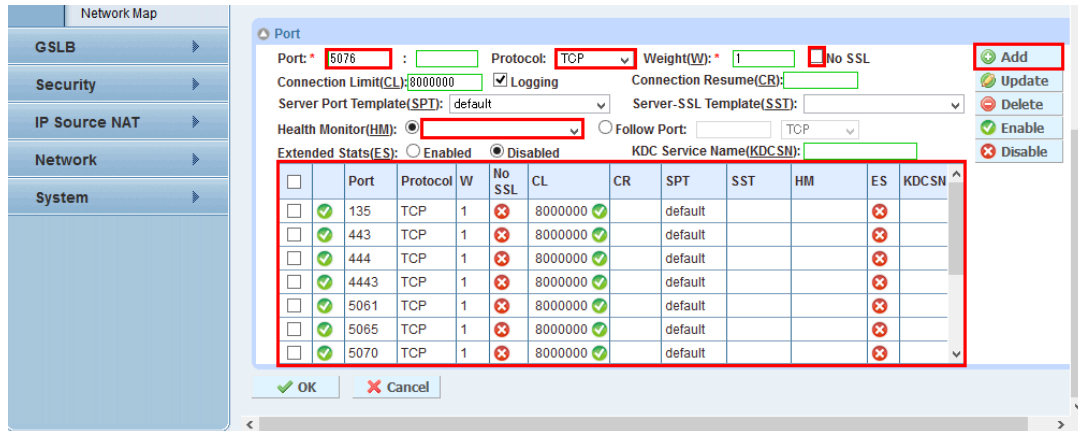 Network Map
GSLB
Security
IP Source NAT
Network
System
Port
Port: * 5076 : Protocol: TCP Weight(W): * 1 No SSL
Connection Limit(CL): 8000000 Logging Connection Resume(CR):
Server Port Template(SPT): default Server-SSL Template(SST):
Health Monitor(HM): Follow Port: TCP
Extended Stats(ES): Enabled Disabled KDC Service Name(KDCSN):
Add
Update
Delete
Enable
Disable
Port Protocol W No SSL CL CR SPT SST HM ES KDCSN
135 TCP 1 8000000 default
443 TCP 1 8000000 default
444 TCP 1 8000000 default
4443 TCP 1 8000000 default
5061 TCP 1 8000000 default
5065 TCP 1 8000000 default
5070 TCP 1 8000000 default
OK Cancel